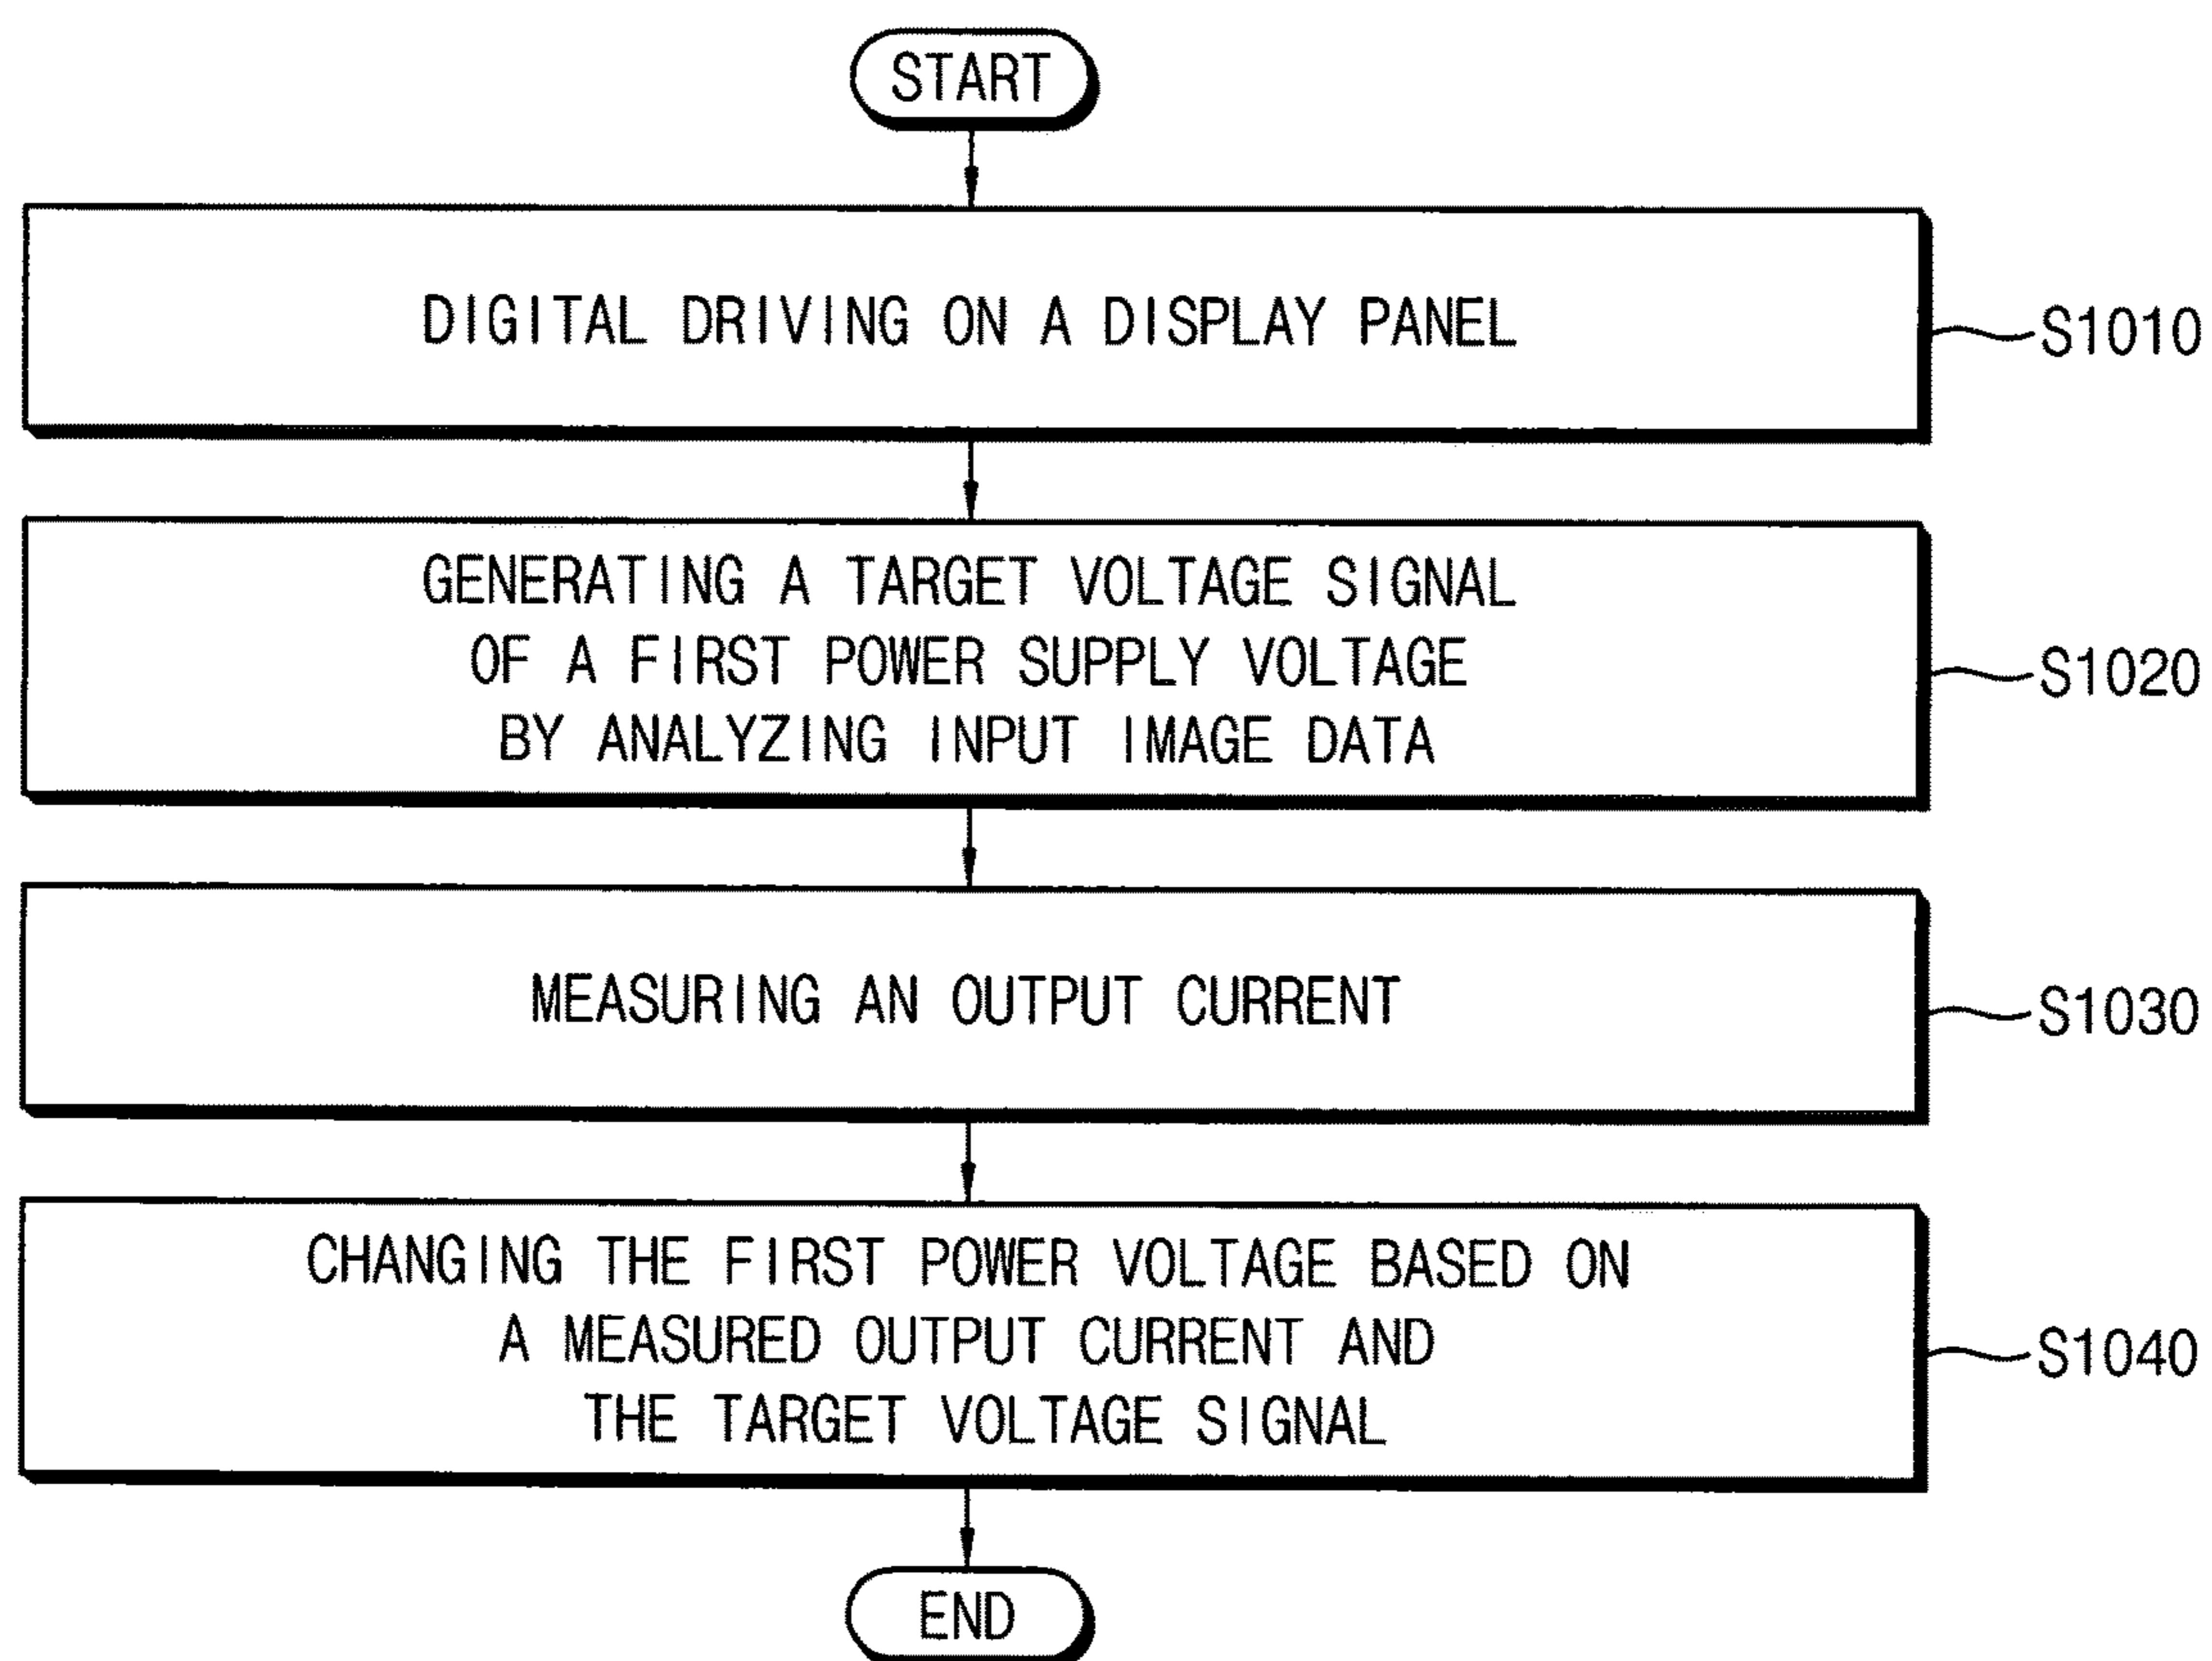 START
DIGITAL DRIVING ON A DISPLAY PANEL
S1010
GENERATING A TARGET VOLTAGE SIGNAL
OF A FIRST POWER SUPPLY VOLTAGE
BY ANALYZING INPUT IMAGE DATA
S1020
MEASURING AN OUTPUT CURRENT
S1030
CHANGING THE FIRST POWER VOLTAGE BASED ON
A MEASURED OUTPUT CURRENT AND
THE TARGET VOLTAGE SIGNAL
S1040
END